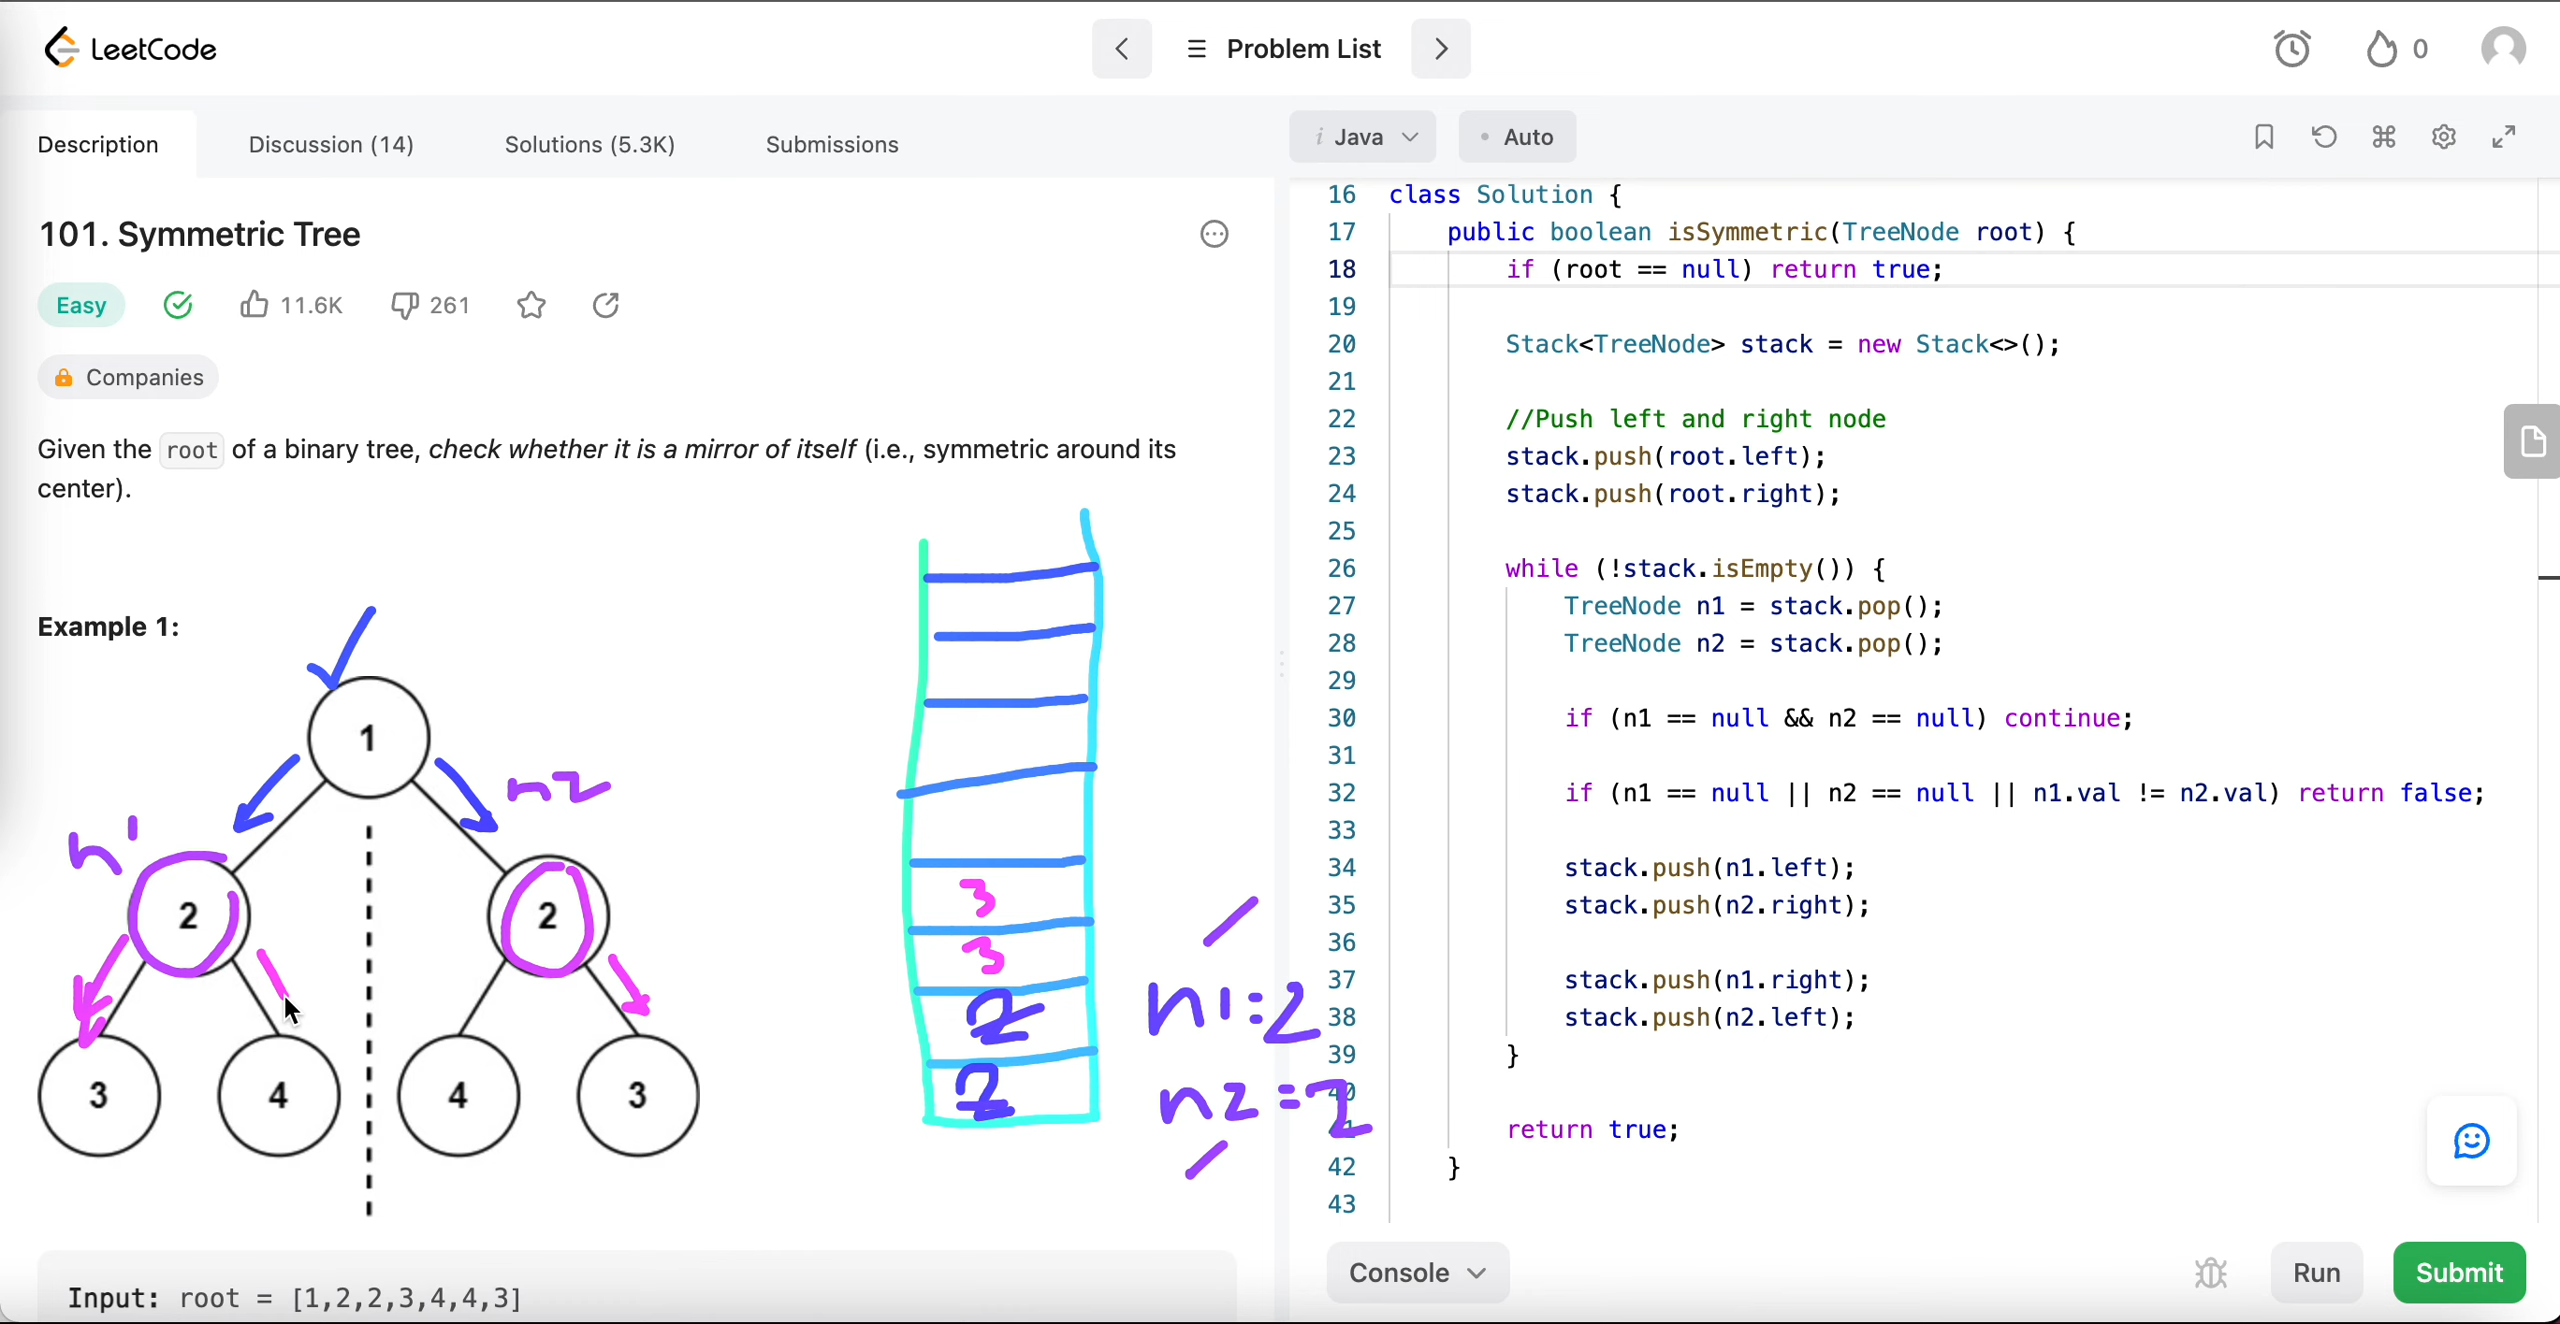 LeetCode
Problem List
0
Description
Discussion (14)
Solutions (5.3K)
Submissions
i Java
Auto
101. Symmetric Tree
Easy
11.6K
261
Companies
Given the root of a binary tree, check whether it is a mirror of itself (i.e., symmetric around its
center).
Example 1:
1
n1
n2
2
2
3
4
4
3
3
3
2
2
n1:2
n2=2
Input: root = [1,2,2,3,4,4,3]
16 class Solution {
17 public boolean isSymmetric(TreeNode root) {
18 if (root == null) return true;
19
20 Stack<TreeNode> stack = new Stack<>();
21
22 //Push left and right node
23 stack.push(root.left);
24 stack.push(root.right);
25
26 while (!stack.isEmpty()) {
27 TreeNode n1 = stack.pop();
28 TreeNode n2 = stack.pop();
29
30 if (n1 == null && n2 == null) continue;
31
32 if (n1 == null || n2 == null || n1.val != n2.val) return false;
33
34 stack.push(n1.left);
35 stack.push(n2.right);
36
37 stack.push(n1.right);
38 stack.push(n2.left);
39 }
40
41 return true;
42 }
43
Console
Run
Submit